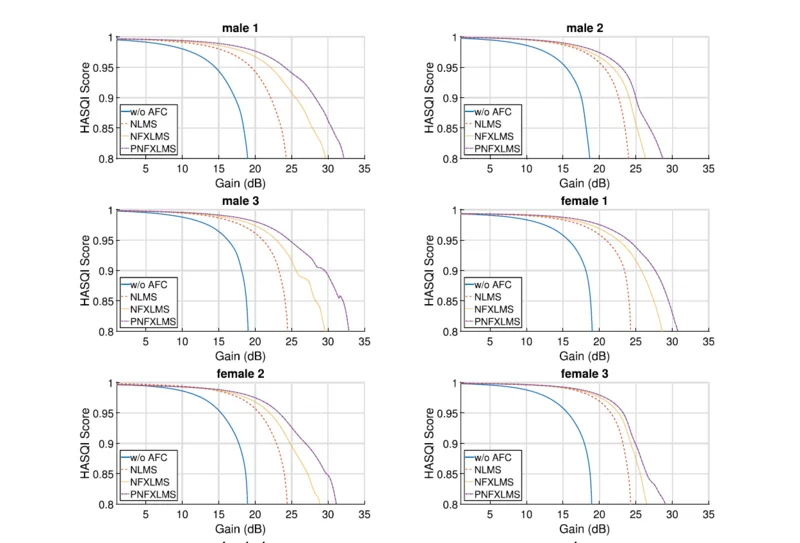 male 1
HASQI Score
1
0.95
0.9
0.85
0.8
w/o AFC
NLMS
NFXLMS
PNFXLMS
5 10 15 20 25 30 35
Gain (dB)
male 2
HASQI Score
1
0.95
0.9
0.85
0.8
w/o AFC
NLMS
NFXLMS
PNFXLMS
5 10 15 20 25 30 35
Gain (dB)
male 3
HASQI Score
1
0.95
0.9
0.85
0.8
w/o AFC
NLMS
NFXLMS
PNFXLMS
5 10 15 20 25 30 35
Gain (dB)
female 1
HASQI Score
1
0.95
0.9
0.85
0.8
w/o AFC
NLMS
NFXLMS
PNFXLMS
5 10 15 20 25 30 35
Gain (dB)
female 2
HASQI Score
1
0.95
0.9
0.85
0.8
w/o AFC
NLMS
NFXLMS
PNFXLMS
5 10 15 20 25 30 35
Gain (dB)
female 3
HASQI Score
1
0.95
0.9
0.85
0.8
w/o AFC
NLMS
NFXLMS
PNFXLMS
5 10 15 20 25 30 35
Gain (dB)